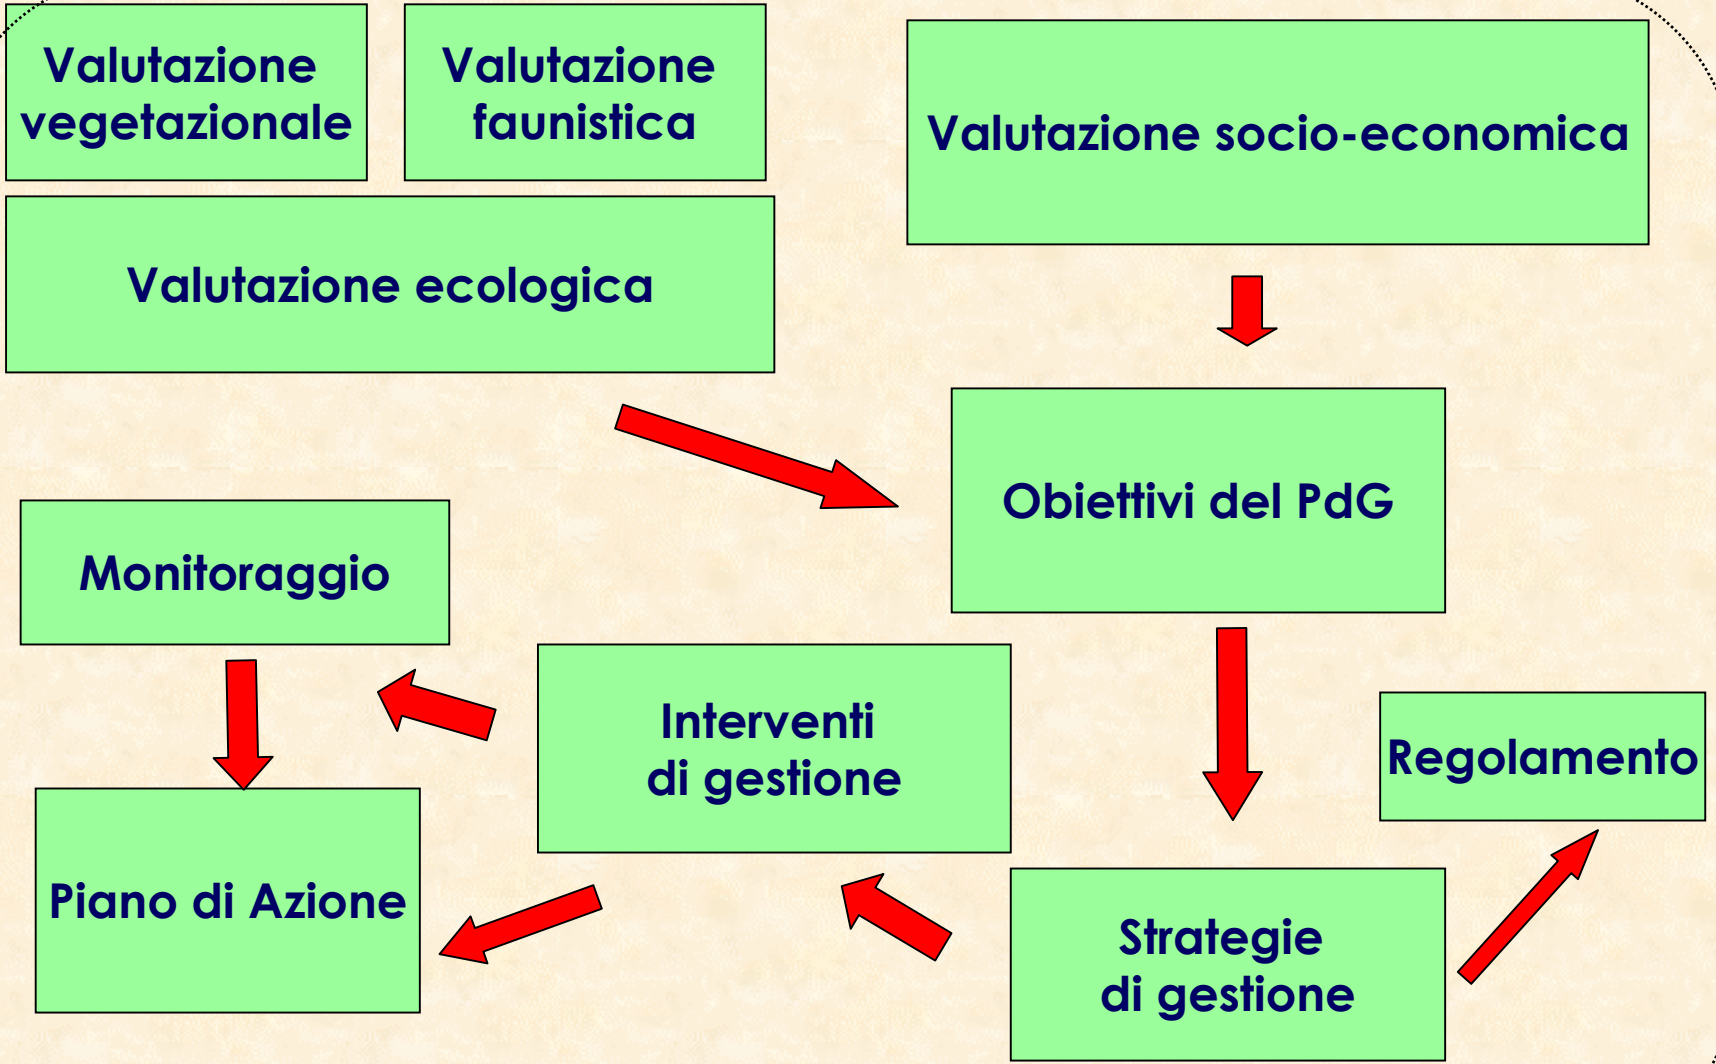 Valutazione
vegetazionale
Valutazione
faunistica
Valutazione socio-economica
Valutazione ecologica
Obiettivi del PdG
Monitoraggio
Interventi
di gestione
Regolamento
Piano di Azione
Strategie
di gestione